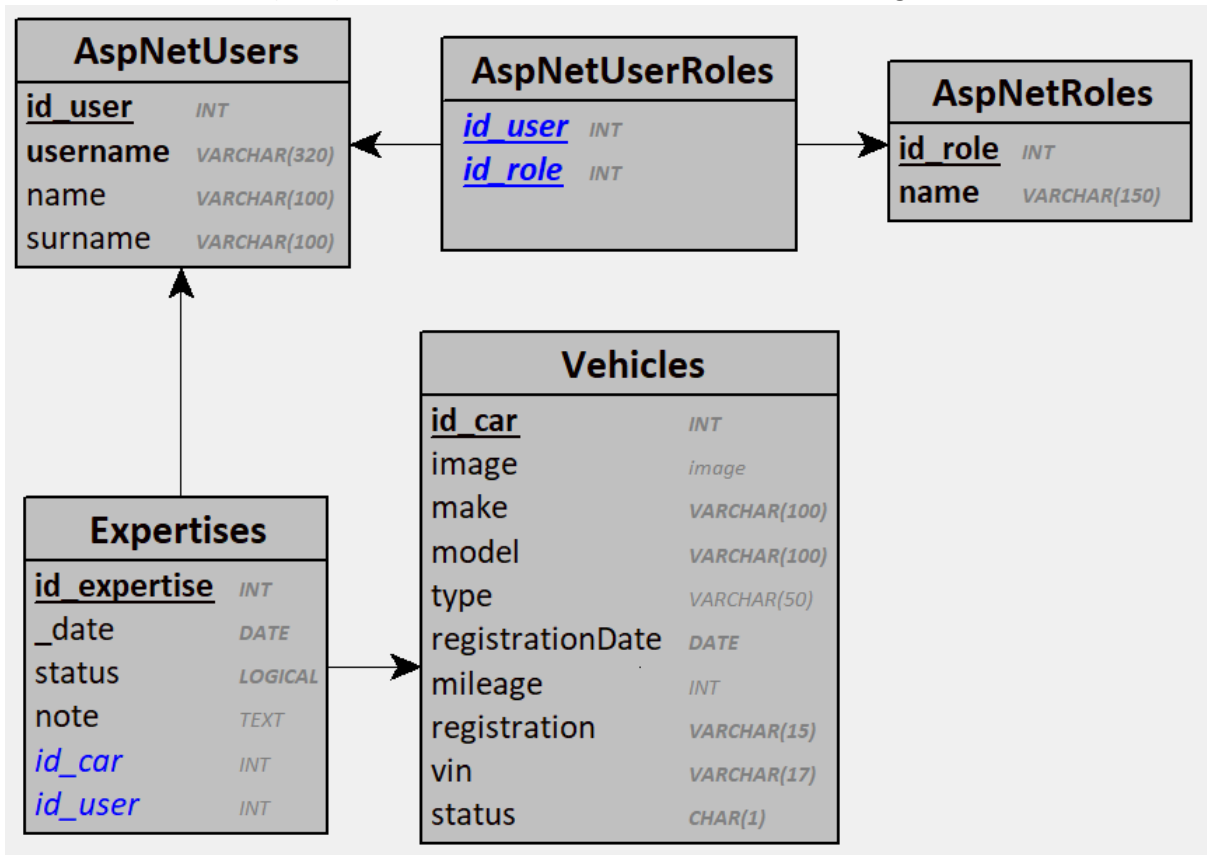 AspNetUsers
id_user INT
username VARCHAR(320)
name VARCHAR(100)
surname VARCHAR(100)
AspNetUserRoles
id_user INT
id_role INT
AspNetRoles
id_role INT
name VARCHAR(150)
Expertises
id_expertise INT
_date DATE
status LOGICAL
note TEXT
id_car INT
id_user INT
Vehicles
id_car INT
image image
make VARCHAR(100)
model VARCHAR(100)
type VARCHAR(50)
registrationDate DATE
mileage INT
registration VARCHAR(15)
vin VARCHAR(17)
status CHAR(1)